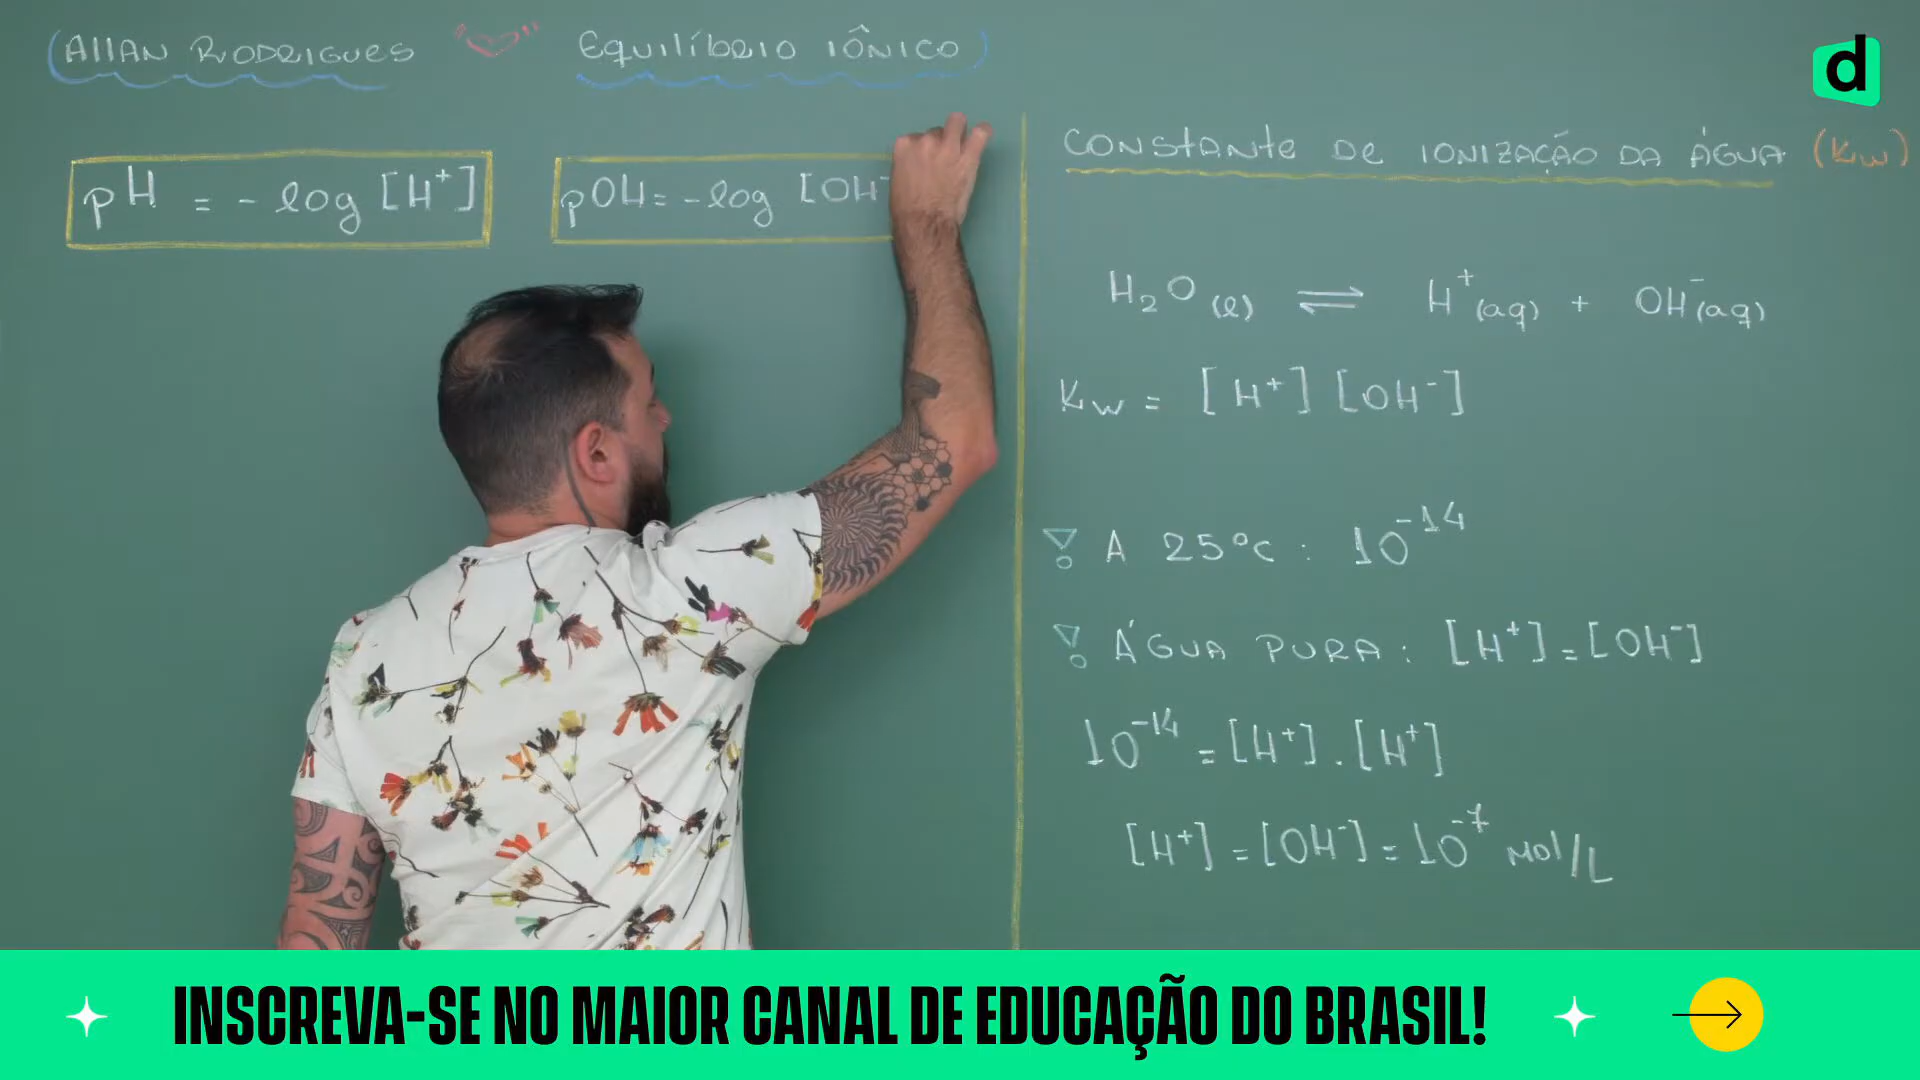 Allan Rodrigues Equilíbrio iônico
d
pH = - log [H⁺]
pOH = - log [OH⁻
Constante de ionização da água (Kw)
H₂O (l) ⇌ H⁺(aq) + OH⁻(aq)
Kw = [H⁺] [OH⁻]
! A 25°C : 10⁻¹⁴
! Água pura : [H⁺] = [OH⁻]
10⁻¹⁴ = [H⁺] . [H⁺]
[H⁺] = [OH⁻] = 10⁻⁷ mol/L
INSCREVA-SE NO MAIOR CANAL DE EDUCAÇÃO DO BRASIL!